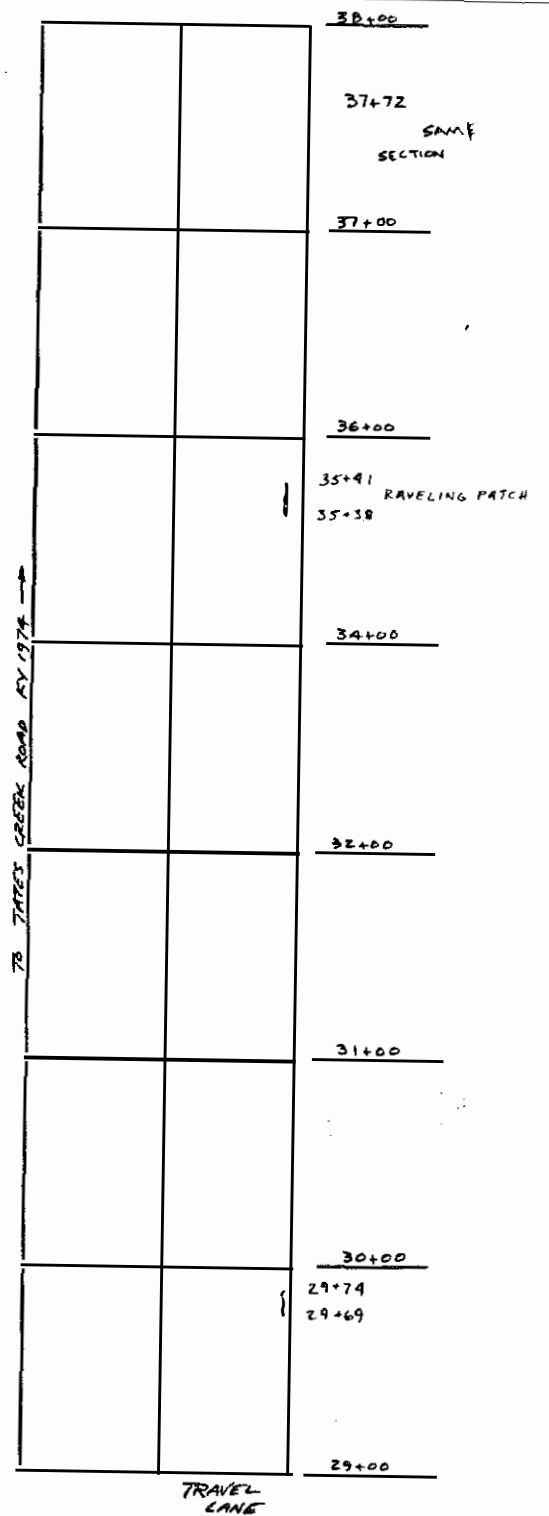 38+00
37+72
SAME
SECTION
37+00
36+00
35+41
RAVELING PATCH
35+38
34+00
TO TATES CREEK ROAD KY 1974 →
32+00
31+00
30+00
29+74
29+69
29+00
TRAVEL
LANE